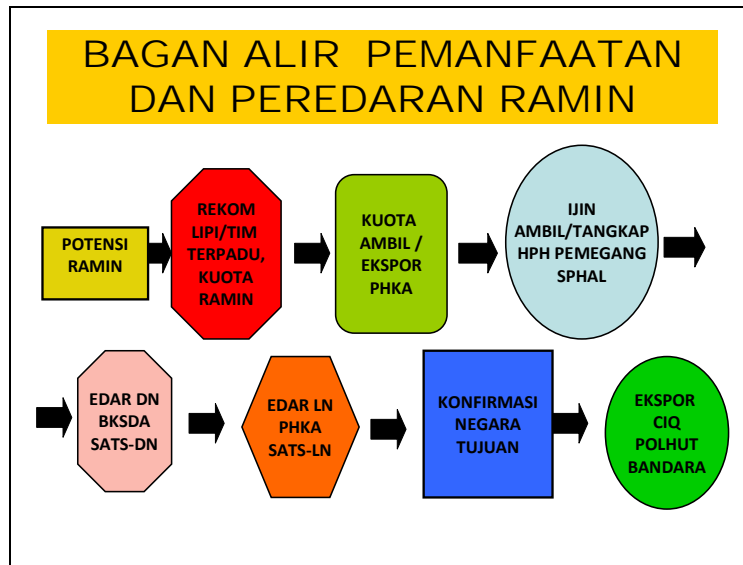 BAGAN ALIR PEMANFAATAN
DAN PEREDARAN RAMIN
POTENSI
RAMIN
REKOM
LIPI/TIM
TERPADU,
KUOTA
RAMIN
KUOTA
AMBIL /
EKSPOR
PHKA
IJIN
AMBIL/TANGKAP
HPH PEMEGANG
SPHAL
EDAR DN
BKSDA
SATS-DN
EDAR LN
PHKA
SATS-LN
KONFIRMASI
NEGARA
TUJUAN
EKSPOR
CIQ
POLHUT
BANDARA